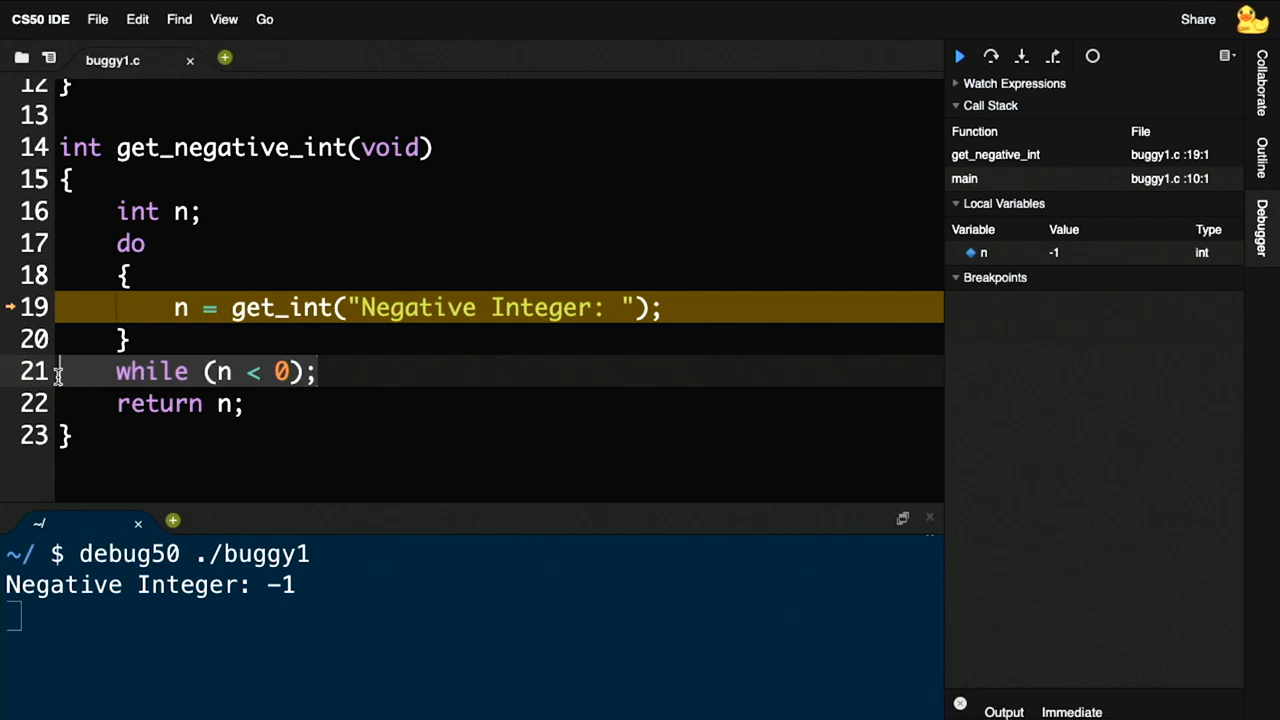 CS50 IDE File Edit Find View Go Share
buggy1.c
12 }
13
14 int get_negative_int(void)
15 {
16 int n;
17 do
18 {
19 n = get_int("Negative Integer: ");
20 }
21 while (n < 0);
22 return n;
23 }
~/
~/ $ debug50 ./buggy1
Negative Integer: -1
Watch Expressions
Call Stack
Function File
get_negative_int buggy1.c :19:1
main buggy1.c :10:1
Local Variables
Variable Value Type
n -1 int
Breakpoints
Output Immediate
Collaborate
Outline
Debugger